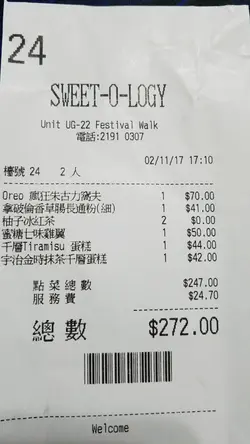 24
SWEET-O-LOGY
Unit UG-22 Festival Walk
電話:2191 0307
02/11/17 17:10
檯號 24 2 人
Oreo 瘋狂朱古力窩夫 1 $70.00
拿破倫香草腸長通粉(細) 1 $41.00
柚子冰紅茶 2 $0.00
蜜糖七味雞翼 1 $50.00
千層Tiramisu 蛋糕 1 $44.00
宇治金時抹茶千層蛋糕 1 $42.00
點菜總數 $247.00
服務費 $24.70
總數 $272.00
Welcome